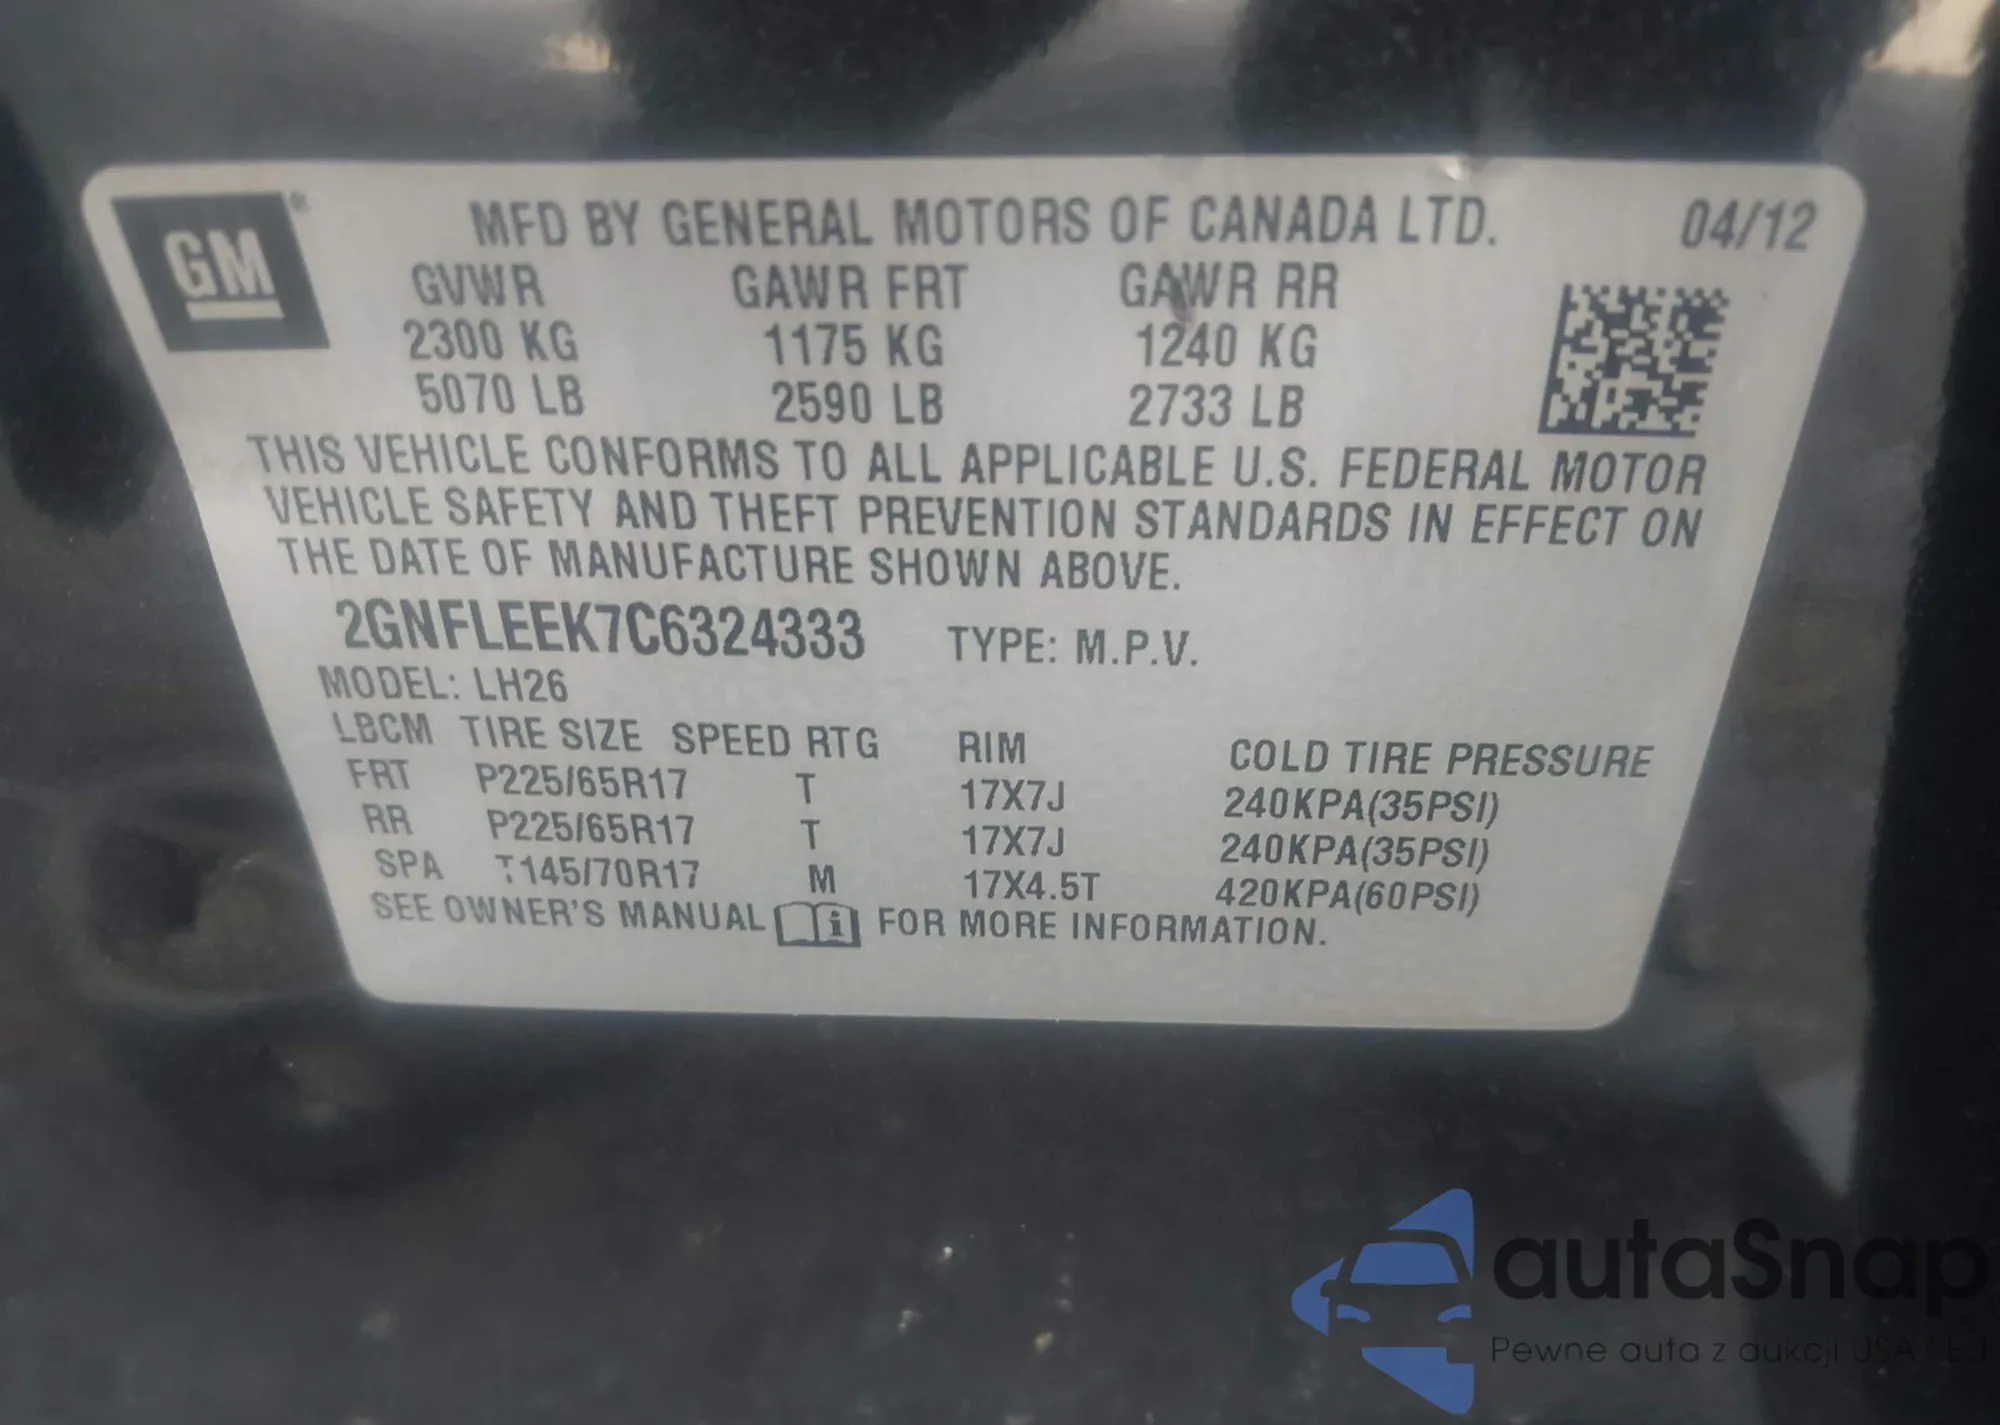 GM
MFD BY GENERAL MOTORS OF CANADA LTD. 04/12
GVWR GAWR FRT GAWR RR
2300 KG 1175 KG 1240 KG
5070 LB 2590 LB 2733 LB
THIS VEHICLE CONFORMS TO ALL APPLICABLE U.S. FEDERAL MOTOR
VEHICLE SAFETY AND THEFT PREVENTION STANDARDS IN EFFECT ON
THE DATE OF MANUFACTURE SHOWN ABOVE.
2GNFLEEK7C6324333 TYPE: M.P.V.
MODEL: LH26
LBCM TIRE SIZE SPEED RTG RIM COLD TIRE PRESSURE
FRT P225/65R17 T 17X7J 240KPA(35PSI)
RR P225/65R17 T 17X7J 240KPA(35PSI)
SPA T145/70R17 M 17X4.5T 420KPA(60PSI)
SEE OWNER'S MANUAL i FOR MORE INFORMATION.
autaSnap
Pewne auta z aukcji USA i EU